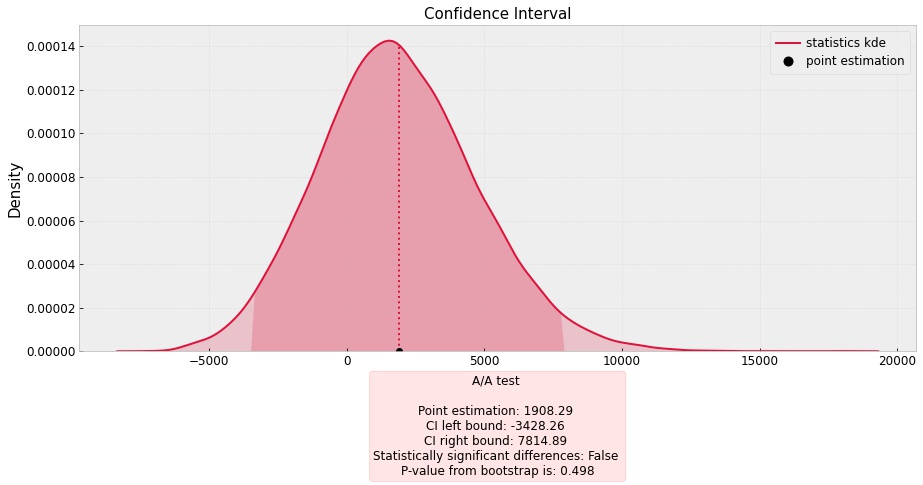 Confidence Interval
statistics kde
point estimation
Density
0.00014
0.00012
0.00010
0.00008
0.00006
0.00004
0.00002
0.00000
−5000 0 5000 10000 15000 20000
A/A test
Point estimation: 1908.29
CI left bound: -3428.26
CI right bound: 7814.89
Statistically significant differences: False
P-value from bootstrap is: 0.498